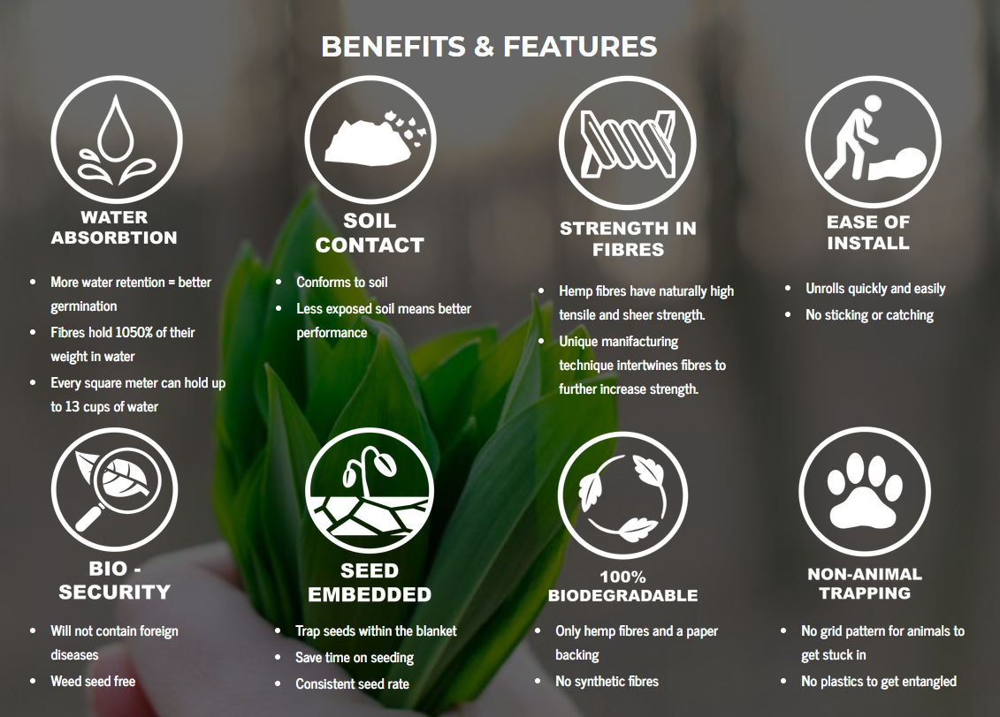 BENEFITS & FEATURES
WATER
ABSORBTION
More water retention = better
germination
Fibres hold 1050% of their
weight in water
Every square meter can hold up
to 13 cups of water
SOIL
CONTACT
Conforms to soil
Less exposed soil means better
performance
STRENGTH IN
FIBRES
Hemp fibres have naturally high
tensile and sheer strength.
Unique manifacturing
technique intertwines fibres to
further increase strength.
EASE OF
INSTALL
Unrolls quickly and easily
No sticking or catching
BIO -
SECURITY
Will not contain foreign
diseases
Weed seed free
SEED
EMBEDDED
Trap seeds within the blanket
Save time on seeding
Consistent seed rate
100%
BIODEGRADABLE
Only hemp fibres and a paper
backing
No synthetic fibres
NON-ANIMAL
TRAPPING
No grid pattern for animals to
get stuck in
No plastics to get entangled